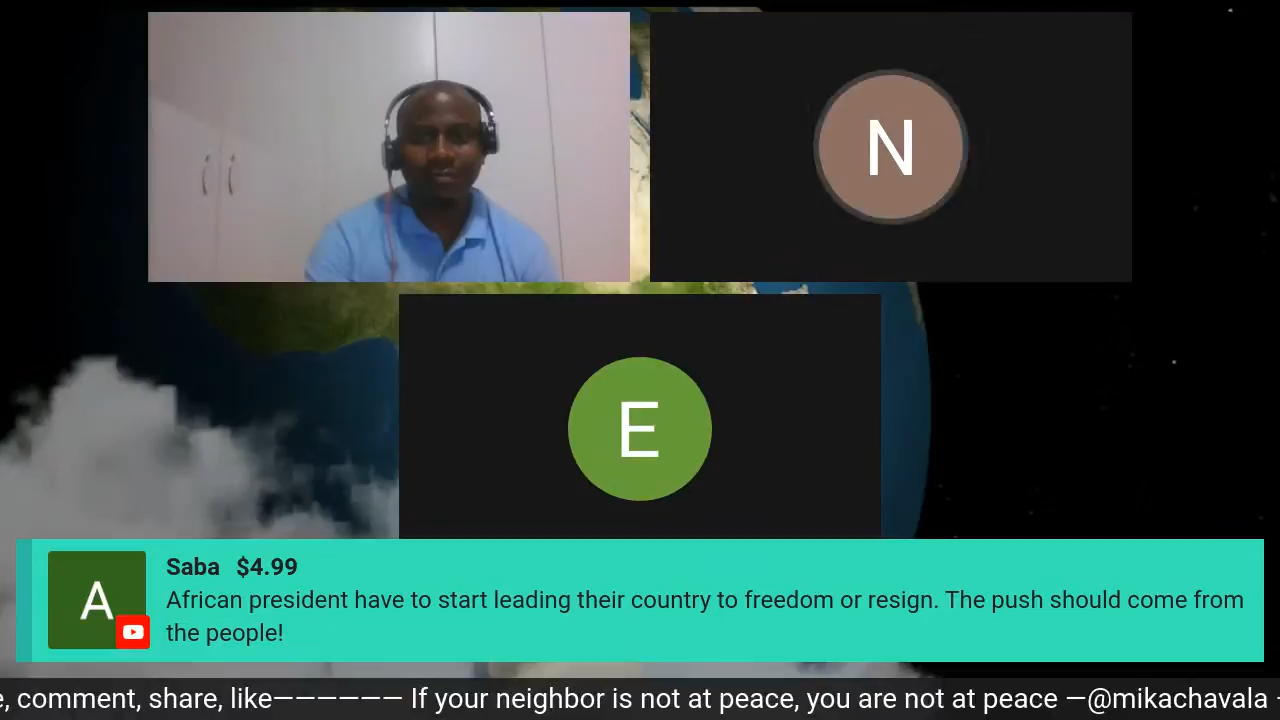 N
E
A
Saba $4.99
African president have to start leading their country to freedom or resign. The push should come from
the people!
e, comment, share, like—————— If your neighbor is not at peace, you are not at peace —@mikachavala